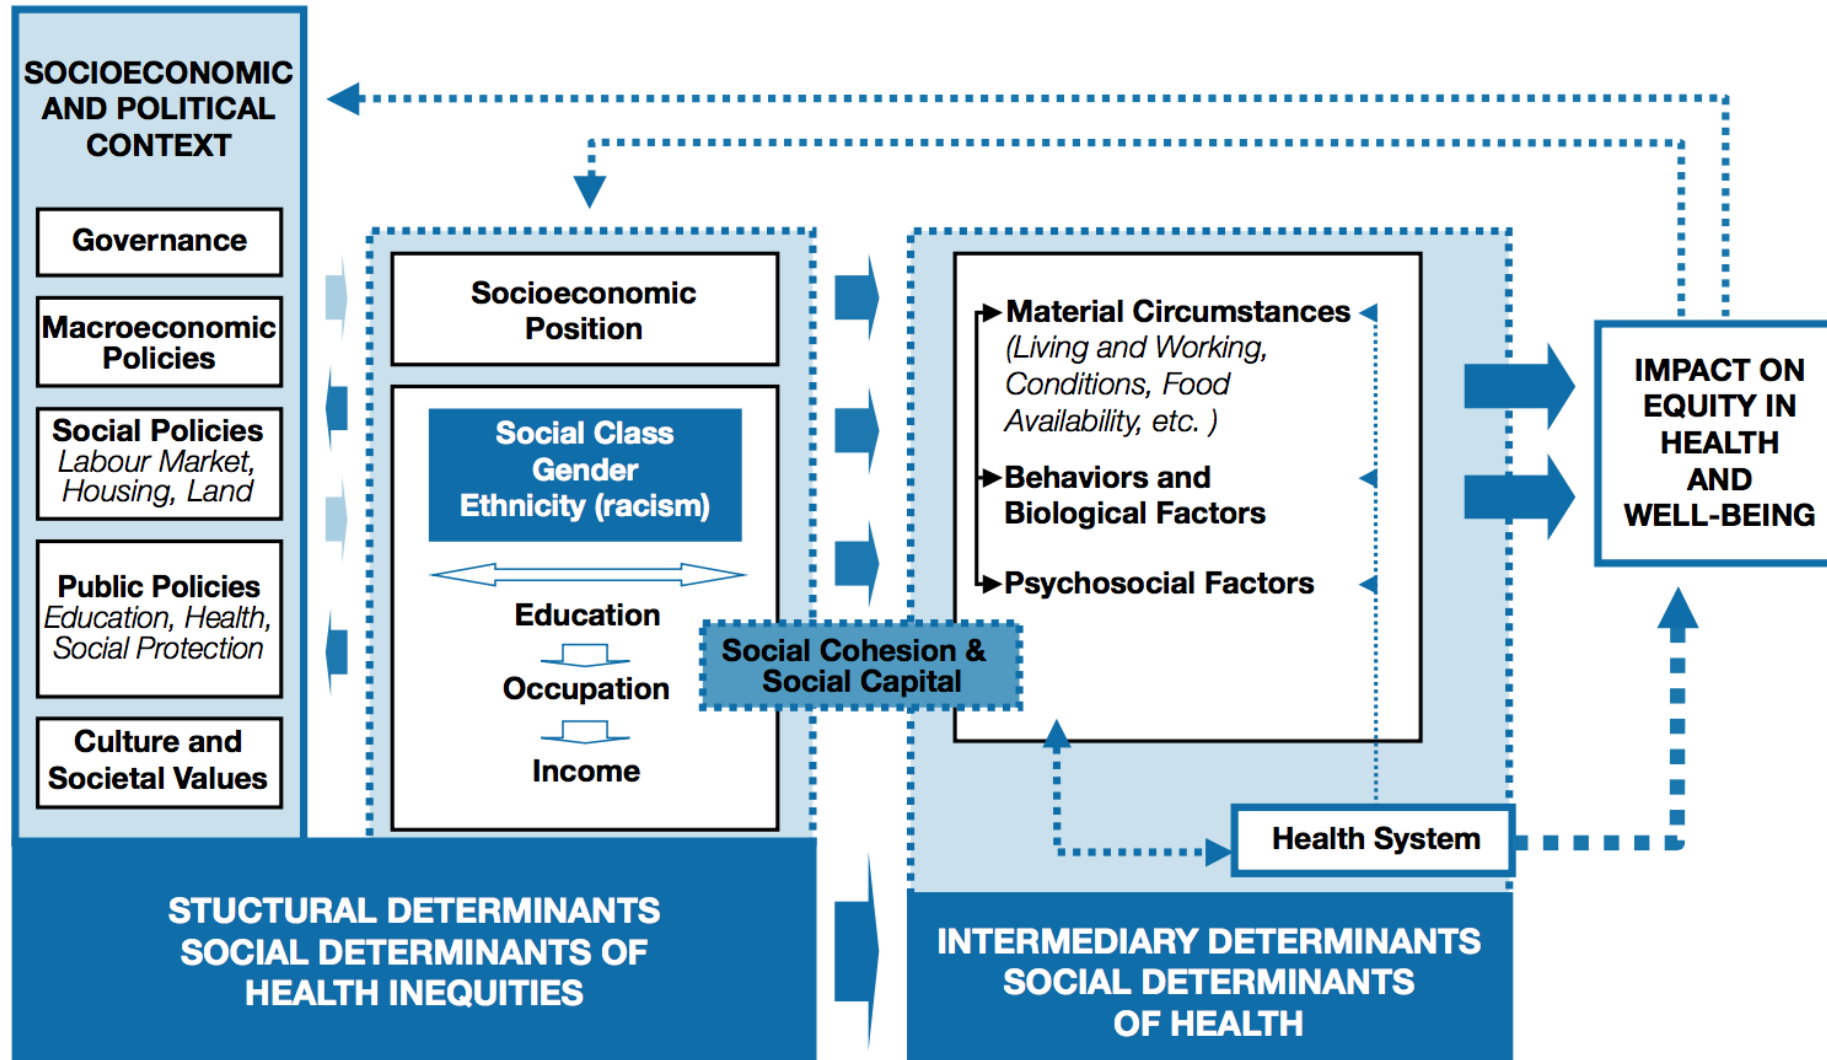 SOCIOECONOMIC
AND POLITICAL
CONTEXT
Governance
Macroeconomic
Policies
Social Policies
Labour Market,
Housing, Land
Public Policies
Education, Health,
Social Protection
Culture and
Societal Values
Socioeconomic
Position
Social Class
Gender
Ethnicity (racism)
Education
Occupation
Income
Social Cohesion &
Social Capital
Material Circumstances
(Living and Working,
Conditions, Food
Availability, etc. )
Behaviors and
Biological Factors
Psychosocial Factors
Health System
IMPACT ON
EQUITY IN
HEALTH
AND
WELL-BEING
STUCTURAL DETERMINANTS
SOCIAL DETERMINANTS OF
HEALTH INEQUITIES
INTERMEDIARY DETERMINANTS
SOCIAL DETERMINANTS
OF HEALTH